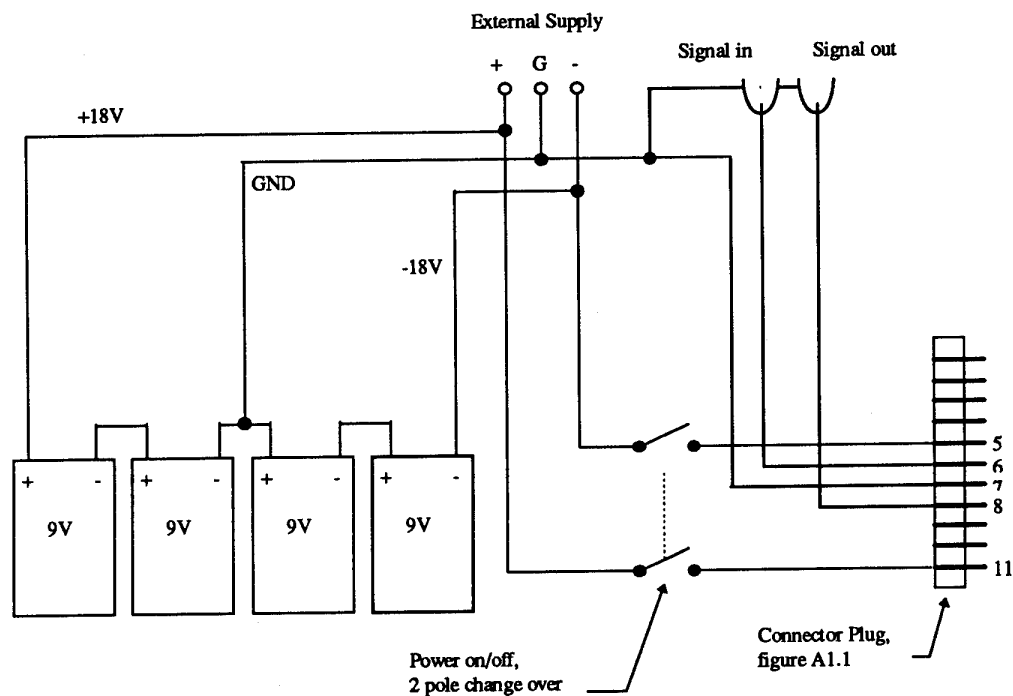 External Supply
+ G -
Signal in Signal out
+18V
GND
-18V
+ - + - + - + -
9V 9V 9V 9V
5
6
7
8
11
Power on/off,
2 pole change over
Connector Plug,
figure A1.1